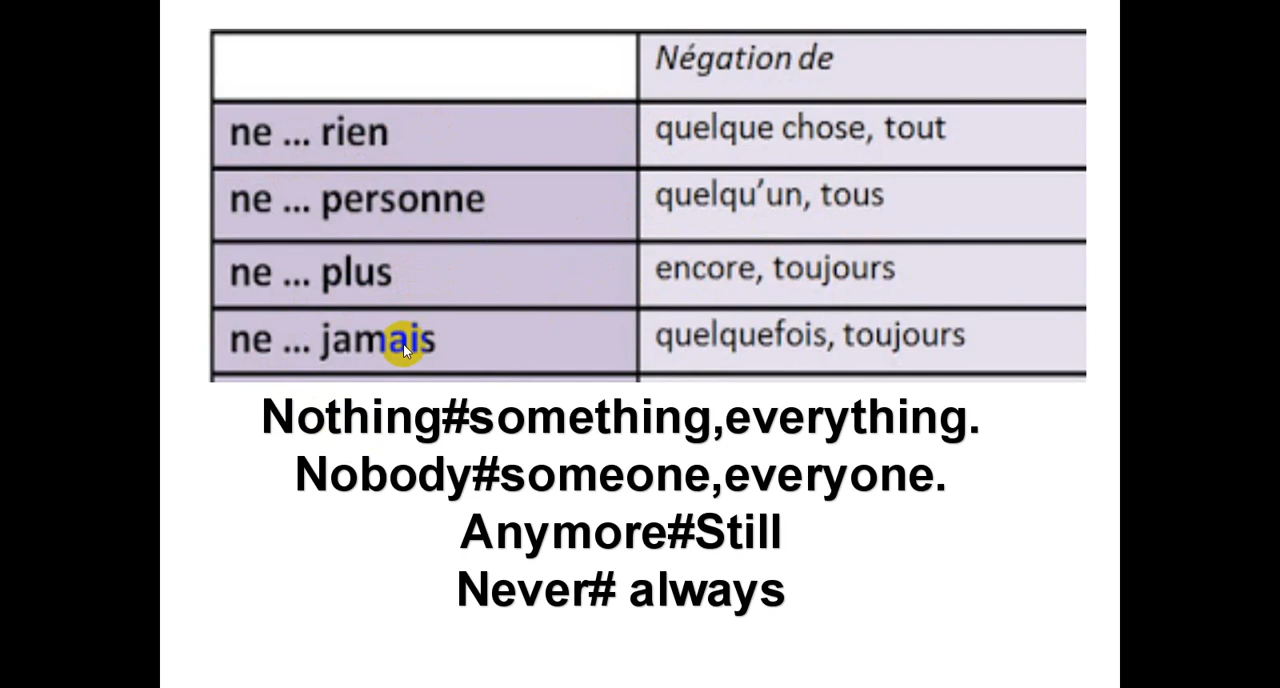 Négation de
ne ... rien quelque chose, tout
ne ... personne quelqu’un, tous
ne ... plus encore, toujours
ne ... jamais quelquefois, toujours
Nothing#something,everything.
Nobody#someone,everyone.
Anymore#Still
Never# always